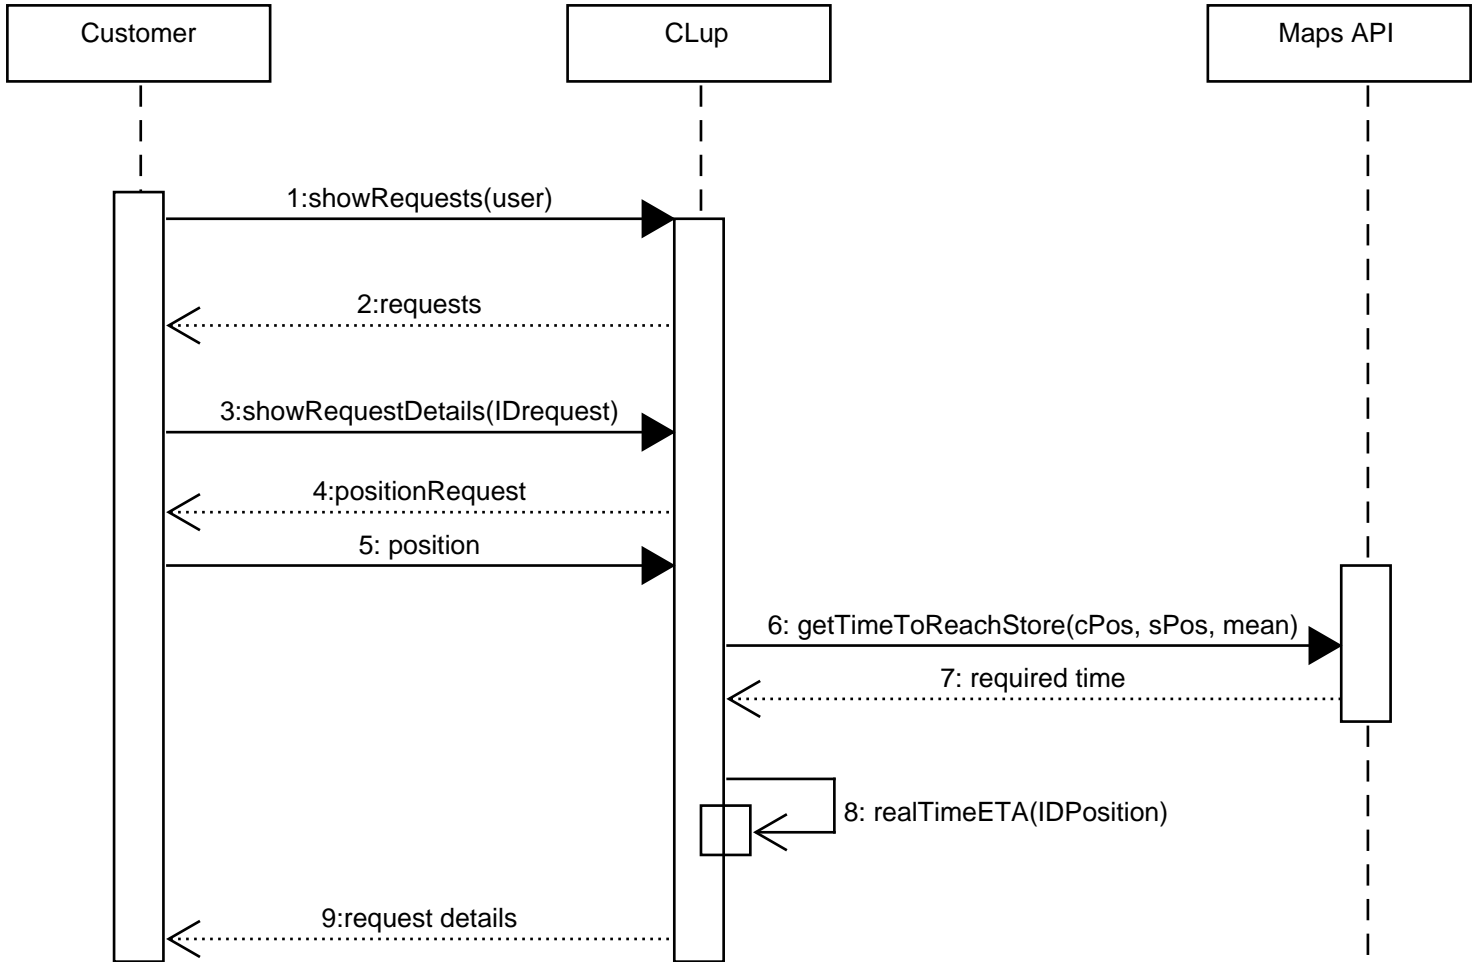 Customer
CLup
Maps API
1:showRequests(user)
2:requests
3:showRequestDetails(IDrequest)
4:positionRequest
5: position
6: getTimeToReachStore(cPos, sPos, mean)
7: required time
8: realTimeETA(IDPosition)
9:request details